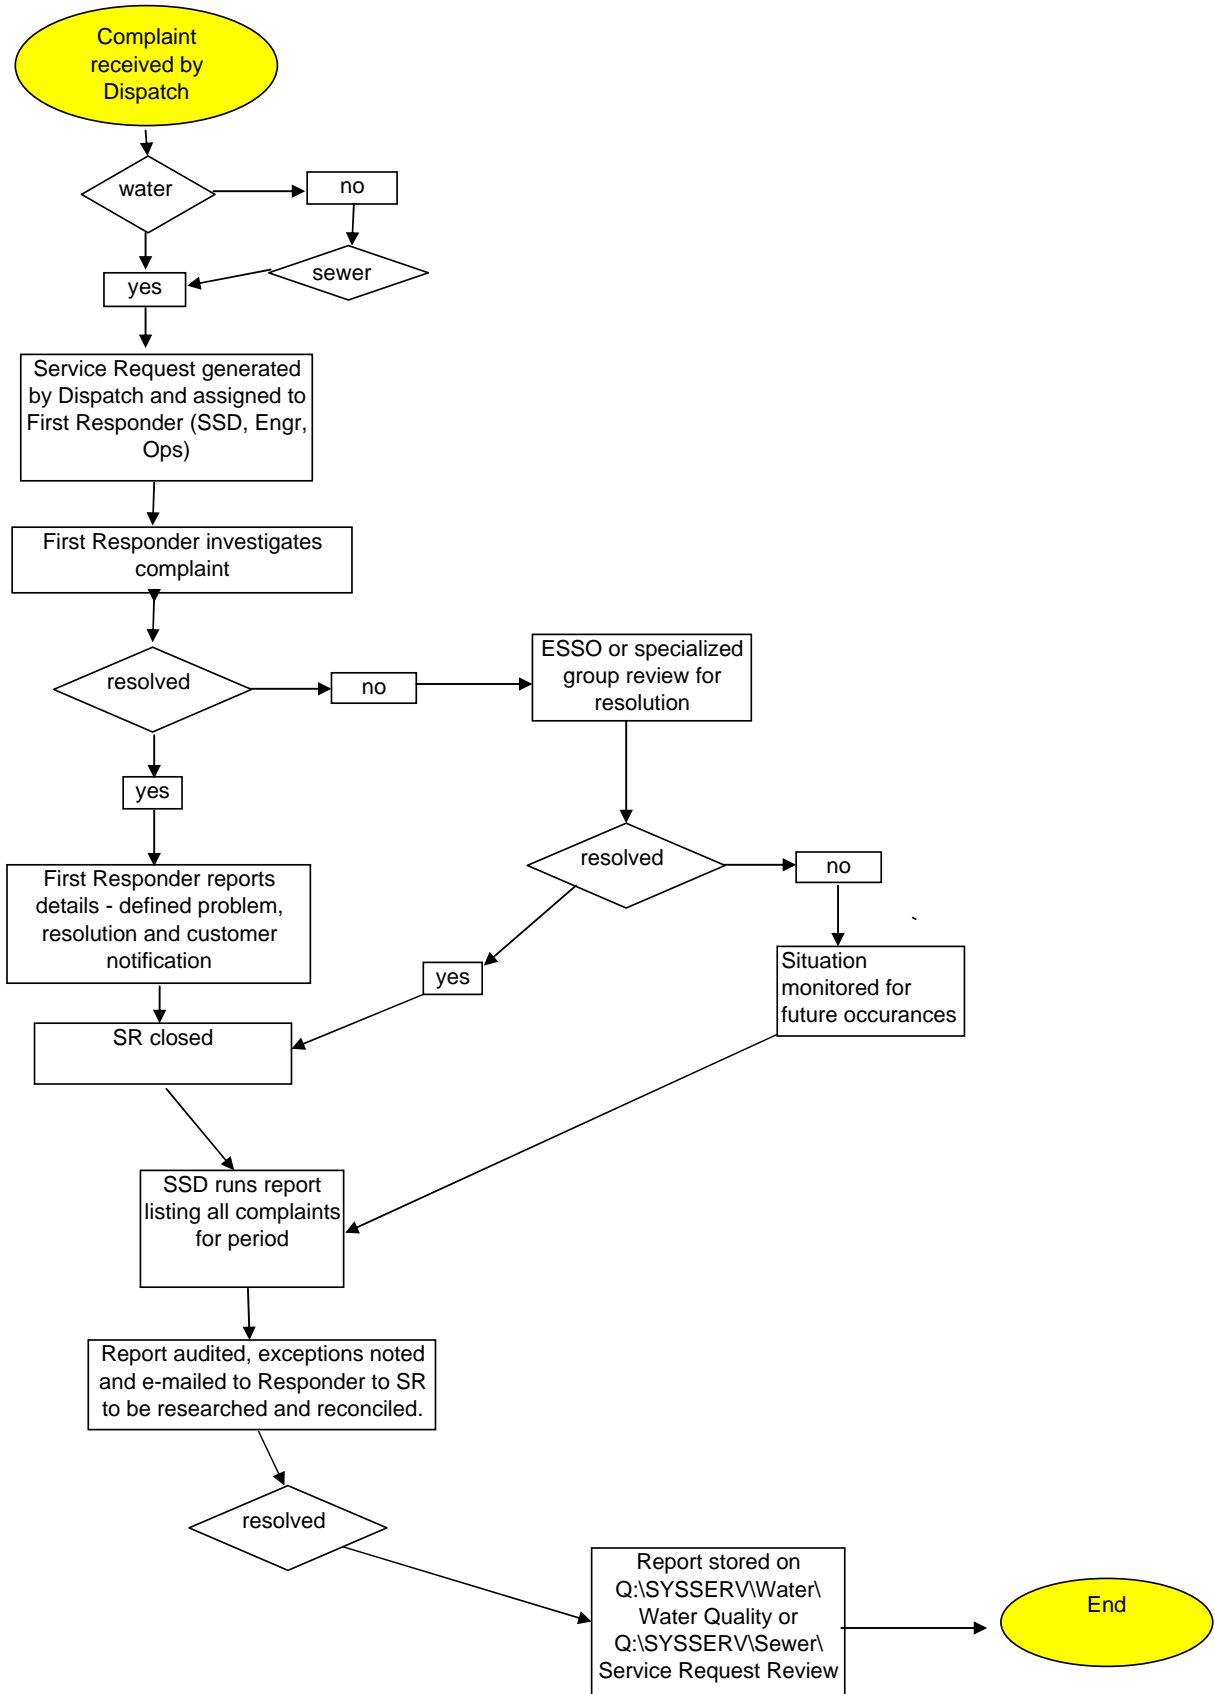 Complaint
received by
Dispatch
water
no
sewer
yes
Service Request generated
by Dispatch and assigned to
First Responder (SSD, Engr,
Ops)
First Responder investigates
complaint
resolved
no
ESSO or specialized
group review for
resolution
yes
resolved
no
First Responder reports
details - defined problem,
resolution and customer
notification
yes
Situation
monitored for
future occurances
SR closed
SSD runs report
listing all complaints
for period
Report audited, exceptions noted
and e-mailed to Responder to SR
to be researched and reconciled.
resolved
Report stored on
Q:\SYSSERV\Water\
Water Quality or
Q:\SYSSERV\Sewer\
Service Request Review
End